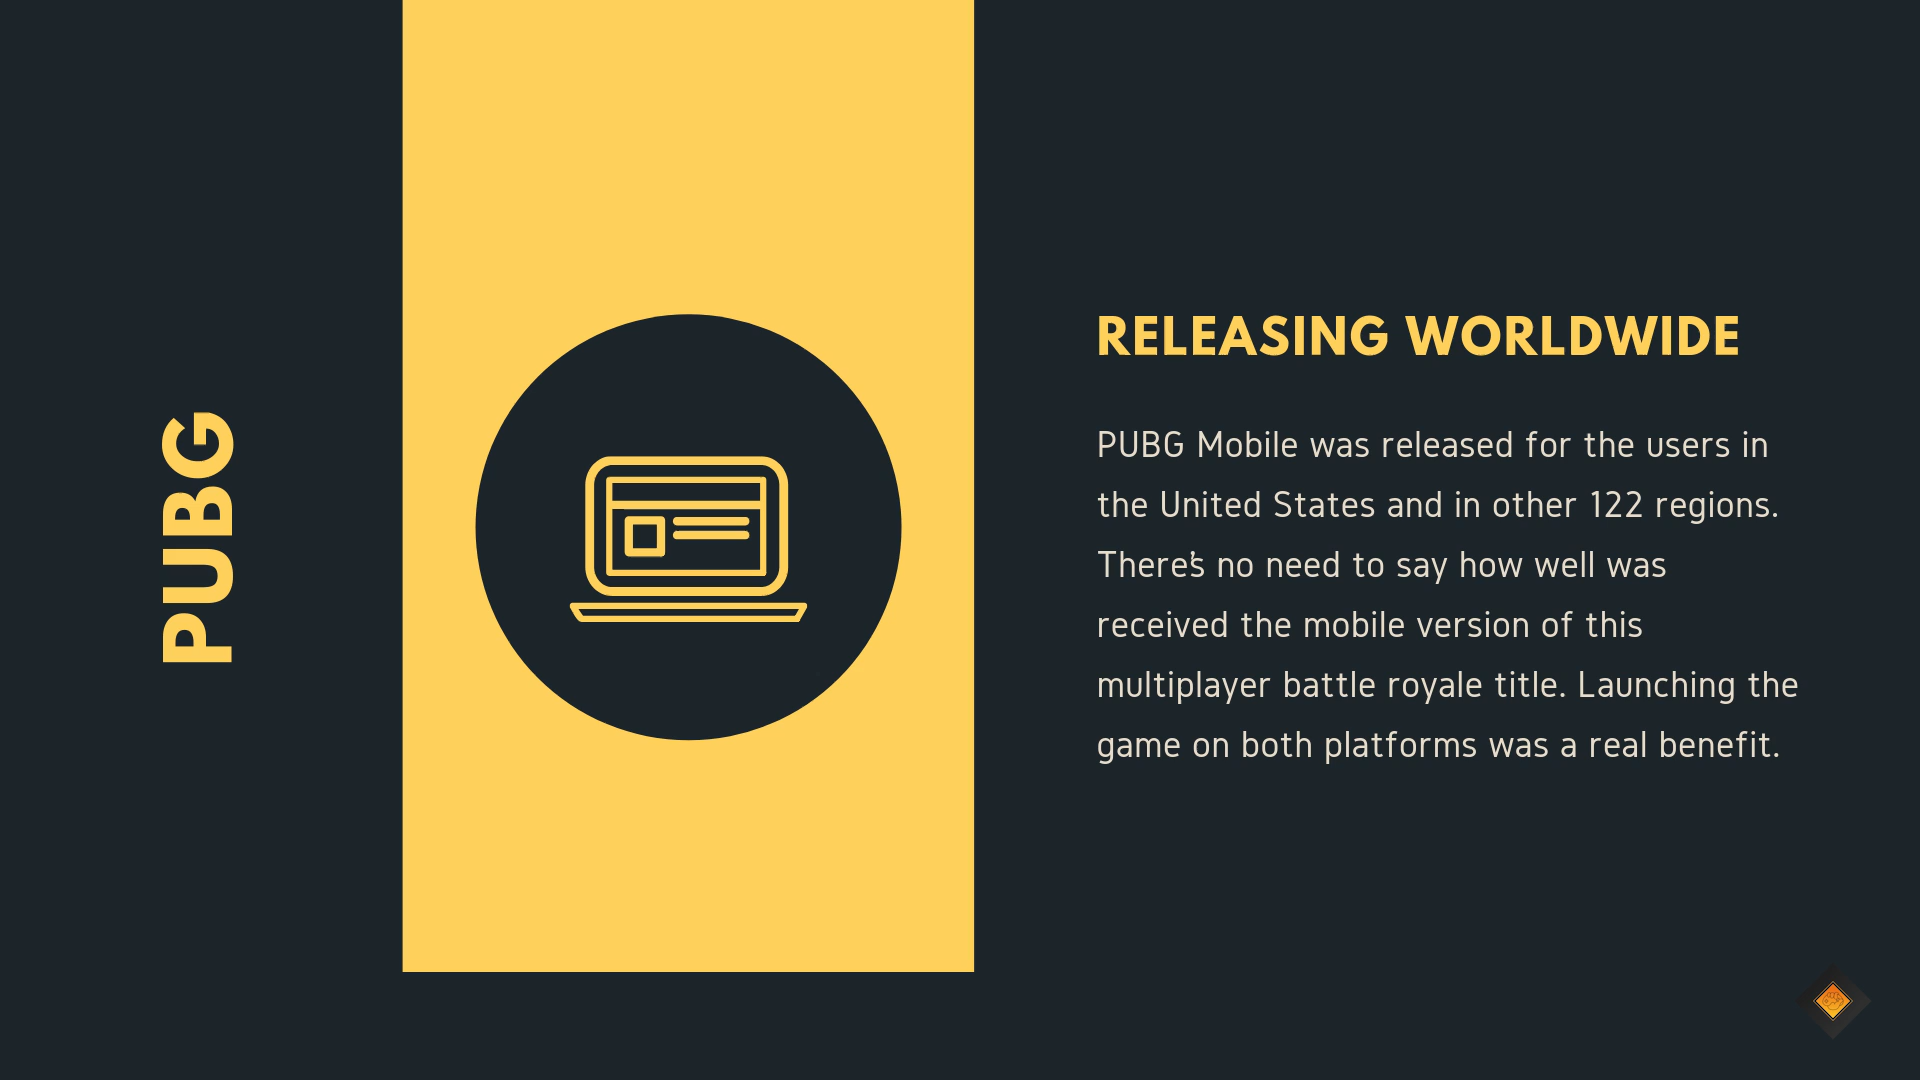 PUBG
RELEASING WORLDWIDE
PUBG Mobile was released for the users in
the United States and in other 122 regions.
There's no need to say how well was
received the mobile version of this
multiplayer battle royale title. Launching the
game on both platforms was a real benefit.